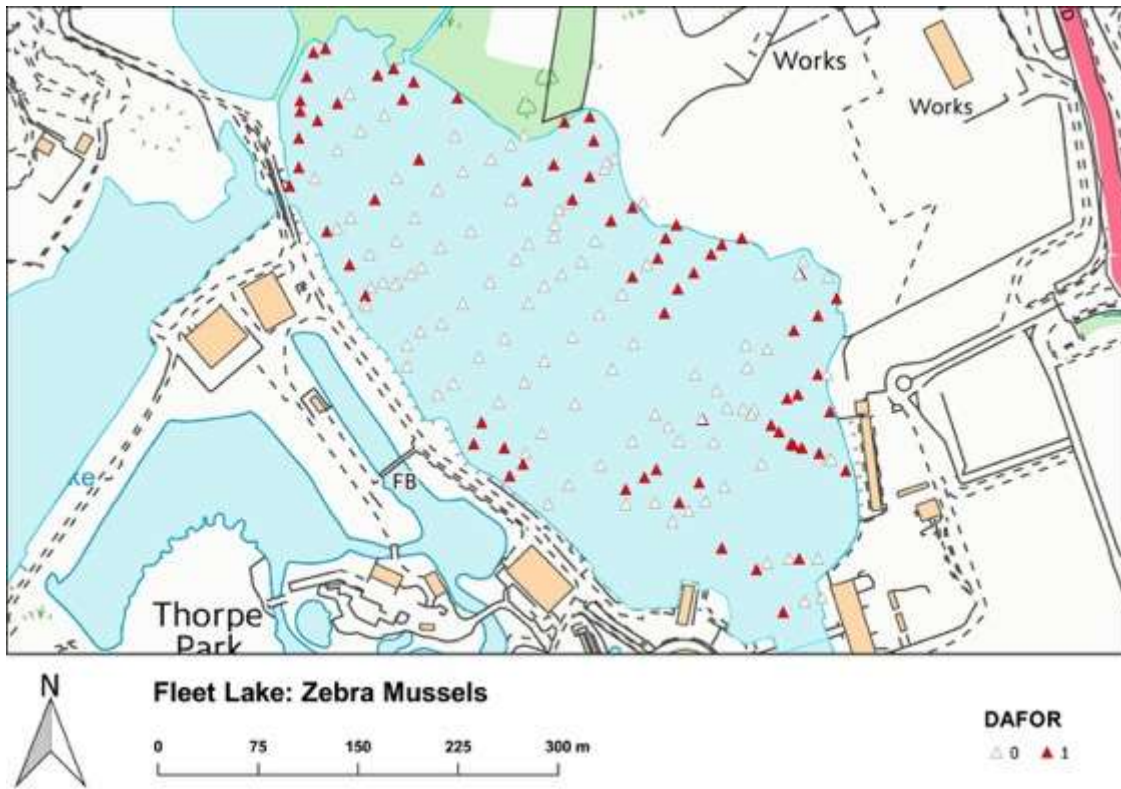 D
Works
Works
ke
FB
Thorpe
Park
N
Fleet Lake: Zebra Mussels
0 75 150 225 300 m
DAFOR
0 1